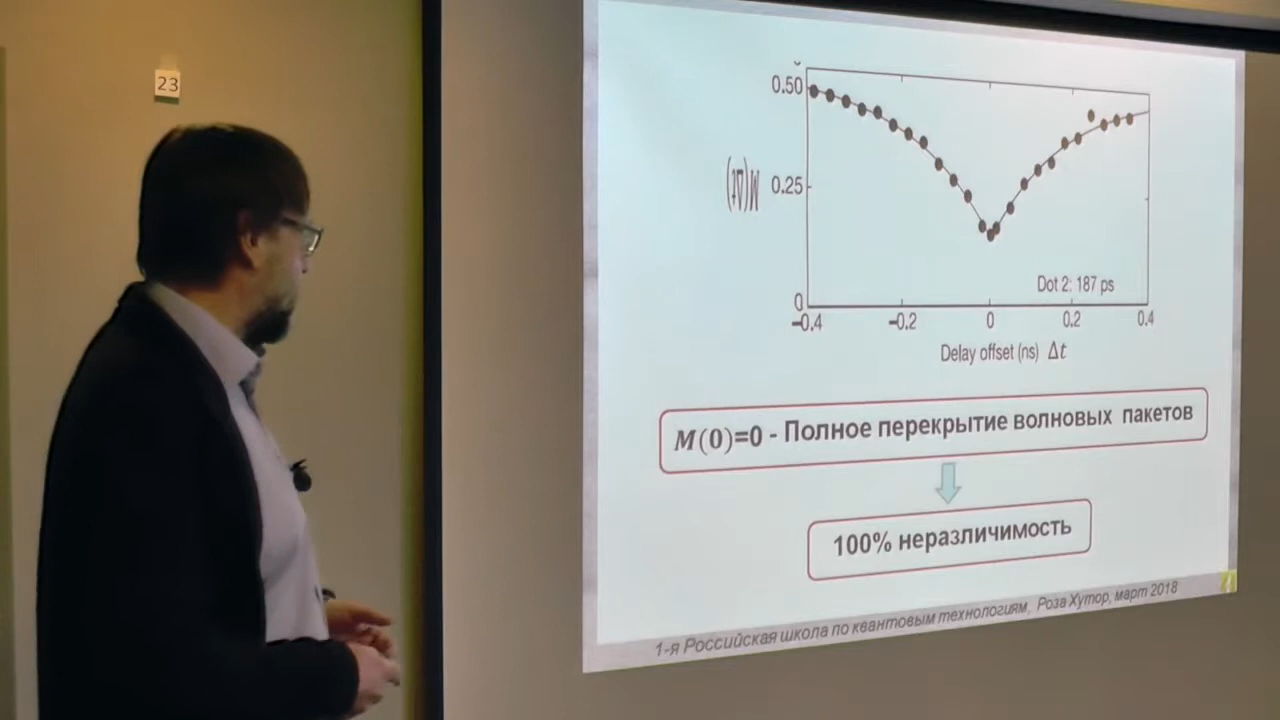 23
0.50
0.25
0
M(Δt)
−0.4
−0.2
0
0.2
0.4
Dot 2: 187 ps
Delay offset (ns) Δt
M(0)=0 - Полное перекрытие волновых пакетов
100% неразличимость
1-я Российская школа по квантовым технологиям, Роза Хутор, март 2018